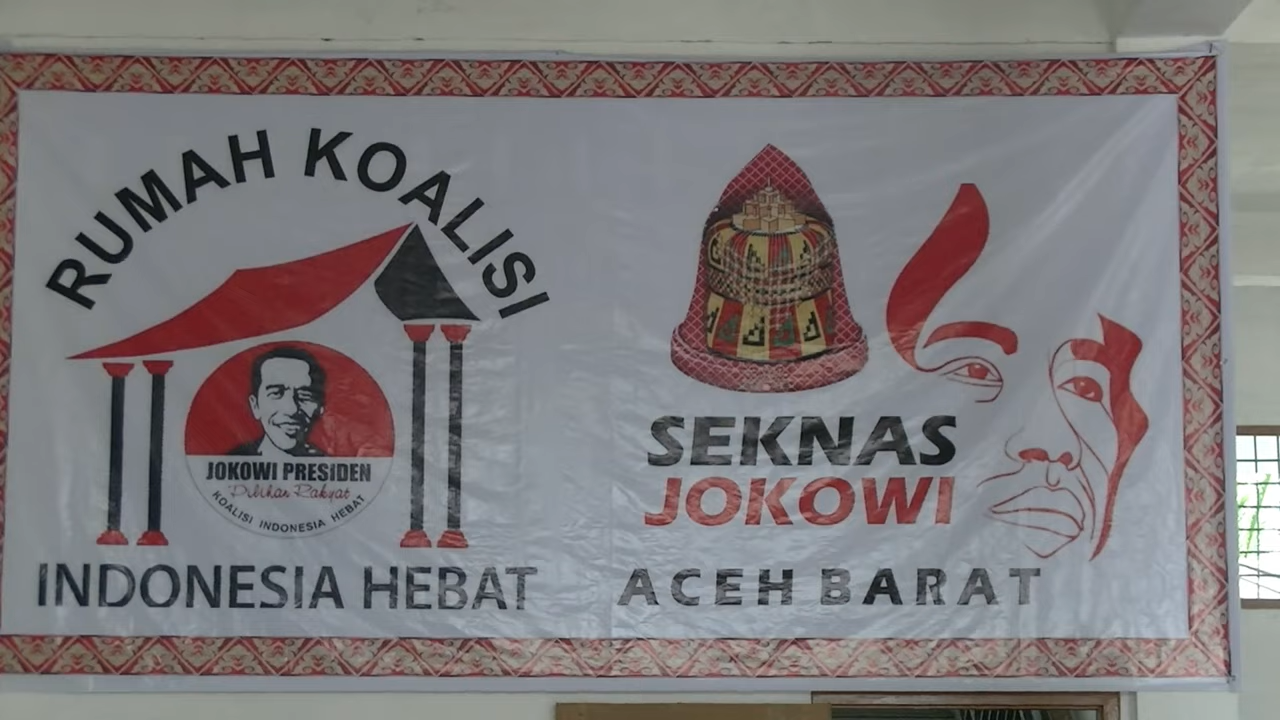 RUMAH KOALISI
JOKOWI PRESIDEN
Pilihan Rakyat
KOALISI INDONESIA HEBAT
INDONESIA HEBAT
SEKNAS
JOKOWI
ACEH BARAT